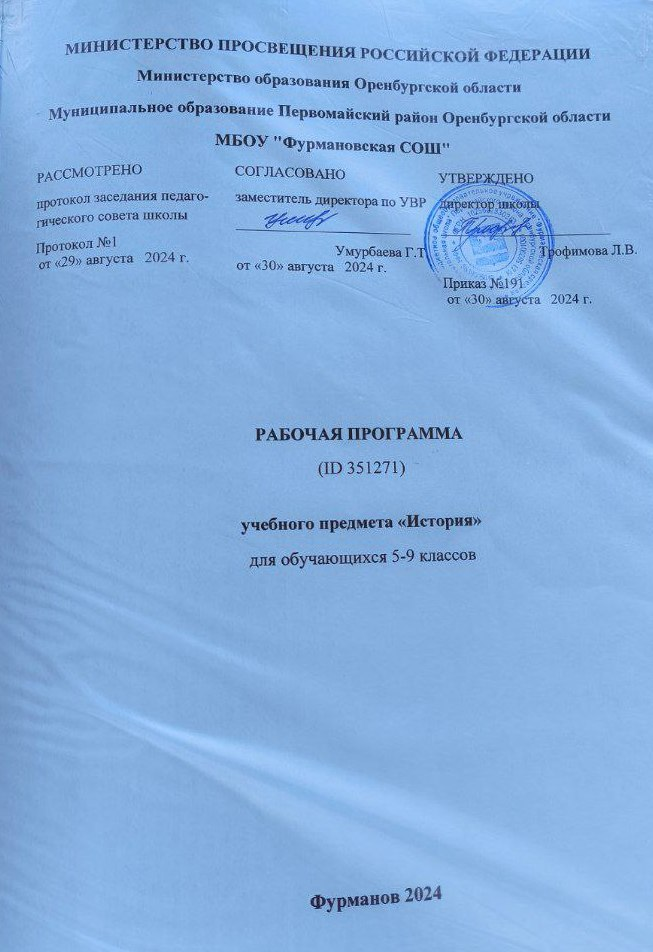 МИНИСТЕРСТВО ПРОСВЕЩЕНИЯ РОССИЙСКОЙ ФЕДЕРАЦИИ
Министерство образования Оренбургской области
Муниципальное образование Первомайский район Оренбургской области
МБОУ "Фурмановская СОШ"
РАССМОТРЕНО
протокол заседания педаго-
гического совета школы
Протокол №1
от «29» августа 2024 г.
СОГЛАСОВАНО
заместитель директора по УВР
Умурбаева Г.Т.
от «30» августа 2024 г.
УТВЕРЖДЕНО
директор школы
Трофимова Л.В.
Приказ №191
от «30» августа 2024 г.
РАБОЧАЯ ПРОГРАММА
(ID 351271)
учебного предмета «История»
для обучающихся 5-9 классов
Фурманов 2024